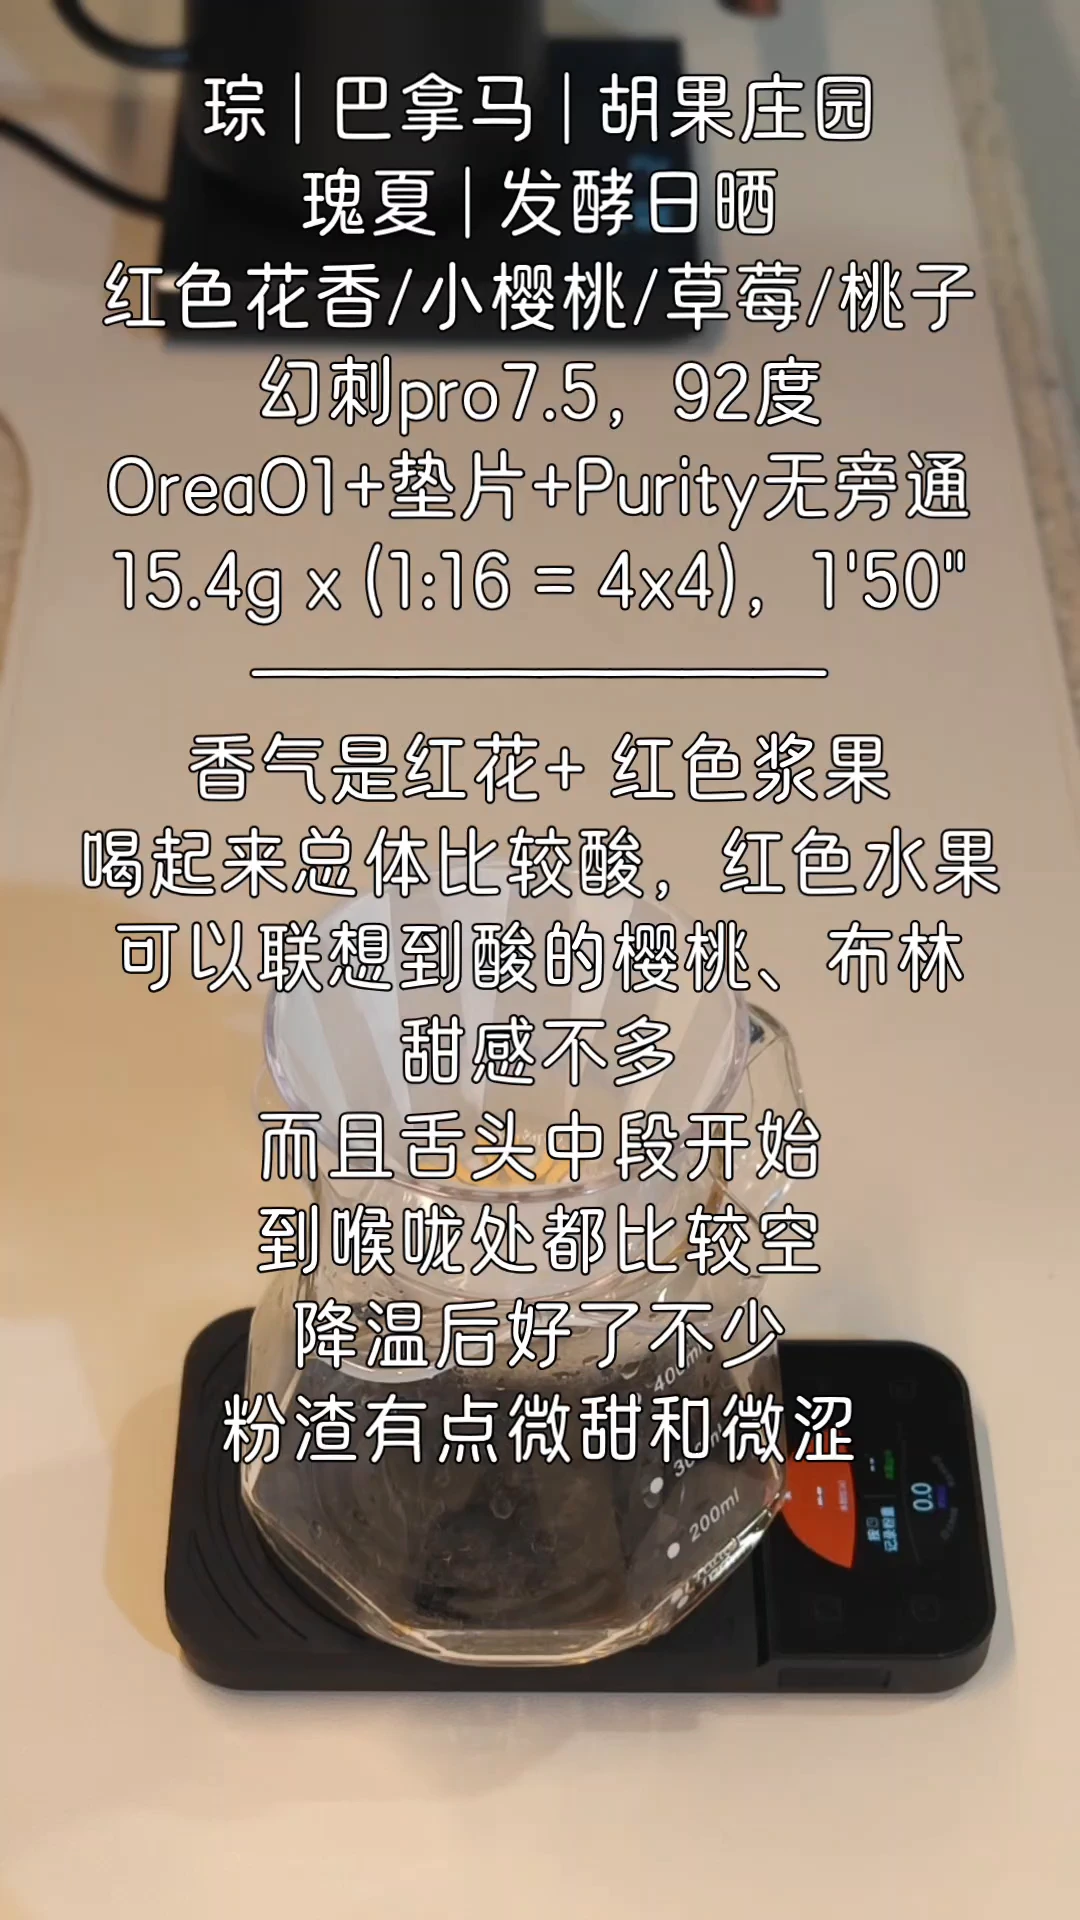 琮 | 巴拿马 | 胡果庄园
瑰夏 | 发酵日晒
红色花香/小樱桃/草莓/桃子
幻刺pro7.5，92度
OreaO1+垫片+Purity无旁通
15.4g x (1:16 = 4x4)，1'50"
香气是红花+ 红色浆果
喝起来总体比较酸，红色水果
可以联想到酸的樱桃、布林
甜感不多
而且舌头中段开始
到喉咙处都比较空
降温后好了不少
粉渣有点微甜和微涩
400ml
200ml
0.0